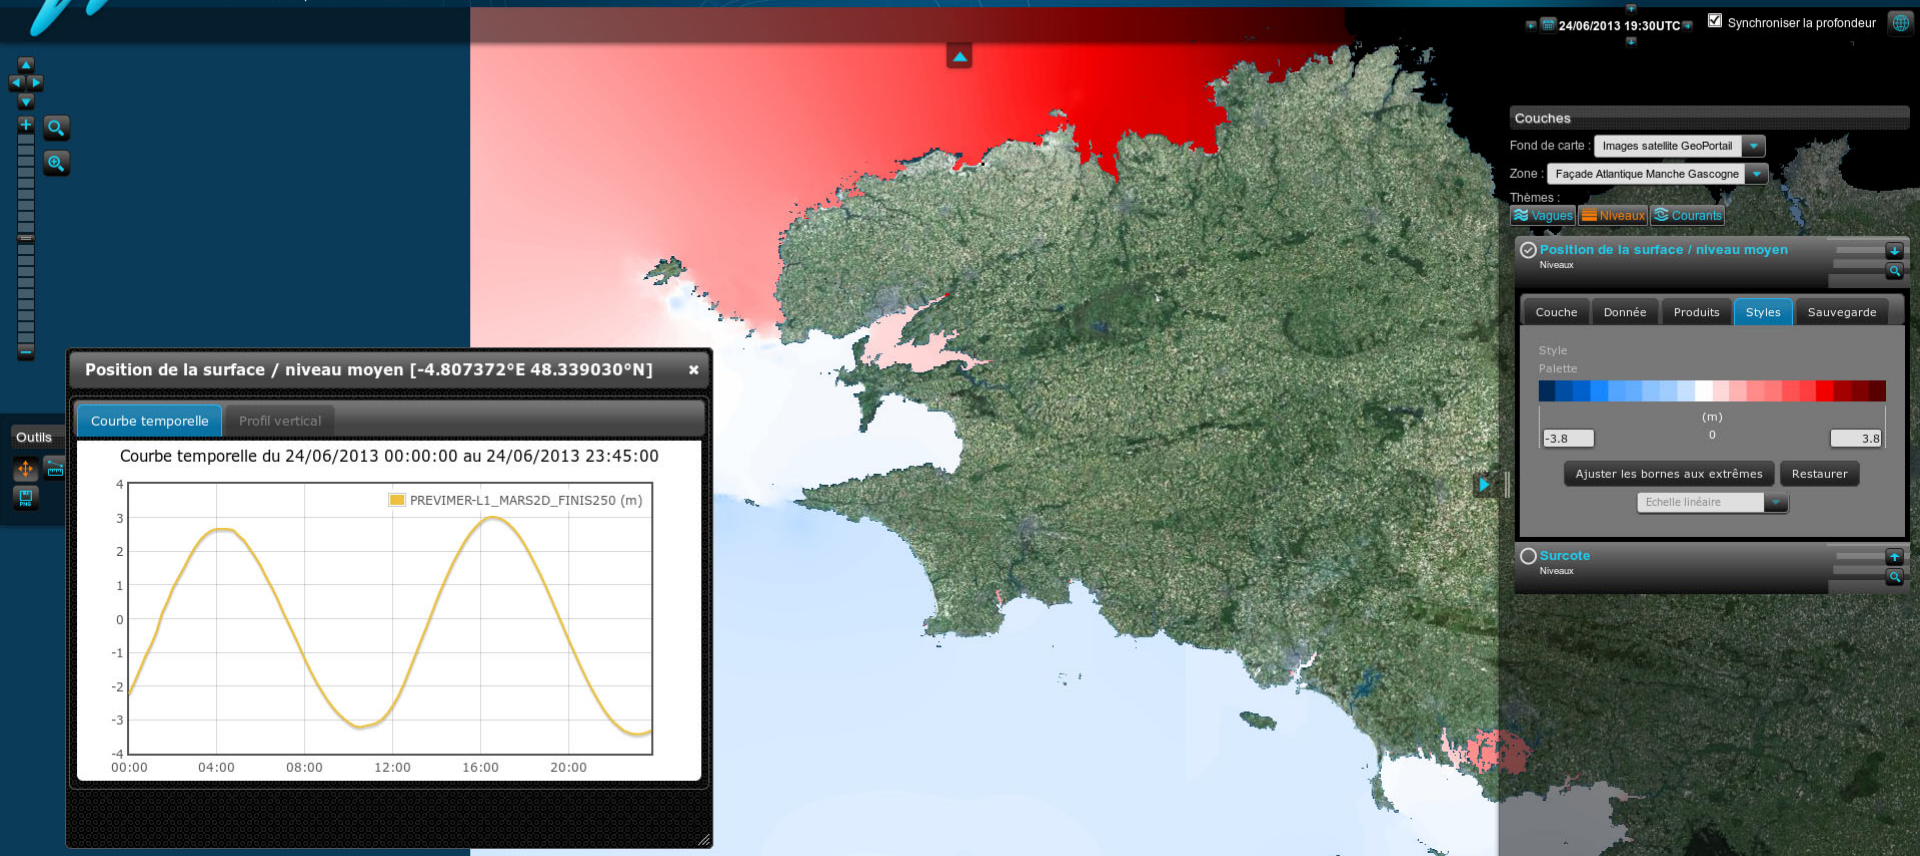 24/06/2013 19:30UTC
Synchroniser la profondeur
Couches
Fond de carte : Images satellite GeoPortail
Zone : Façade Atlantique Manche Gascogne
Thèmes :
Vagues Niveaux Courants
Position de la surface / niveau moyen
Niveaux
Couche Donnée Produits Styles Sauvegarde
Style
Palette
(m)
-3.8 0 3.8
Ajuster les bornes aux extrêmes Restaurer
Echelle linéaire
Surcote
Niveaux
Outils
PNG
Position de la surface / niveau moyen [-4.807372°E 48.339030°N]
Courbe temporelle Profil vertical
Courbe temporelle du 24/06/2013 00:00:00 au 24/06/2013 23:45:00
PREVIMER-L1_MARS2D_FINIS250 (m)
4
3
2
1
0
-1
-2
-3
-4
00:00 04:00 08:00 12:00 16:00 20:00